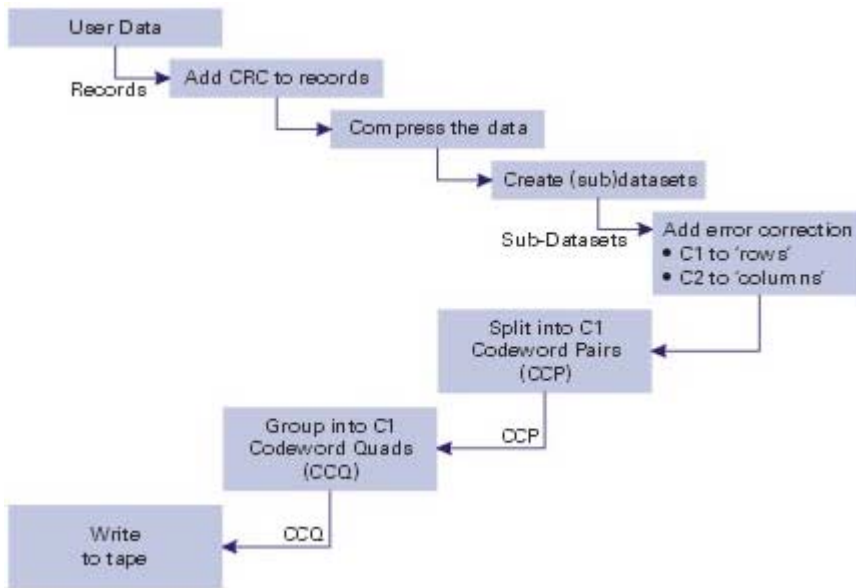 User Data
Records
Add CRC to records
Compress the data
Create (sub)datasets
Sub-Datasets
Add error correction
• C1 to ‘rows’
• C2 to ‘columns’
Split into C1
Codeword Pairs
(CCP)
CCP
Group into C1
Codeword Quads
(CCQ)
CCQ
Write
to tape